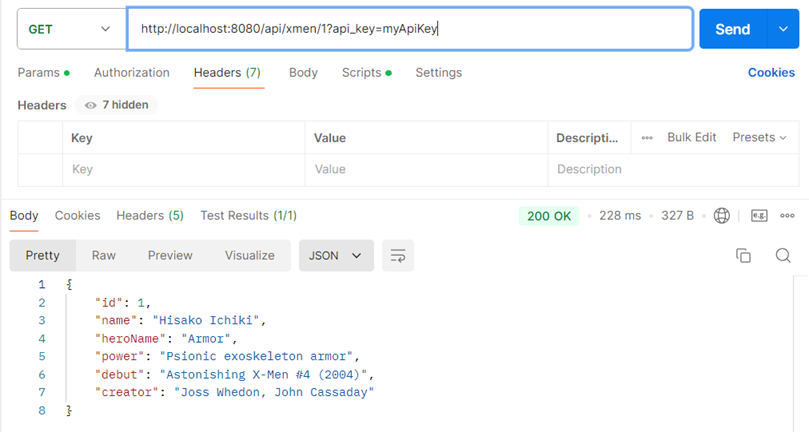 GET http://localhost:8080/api/xmen/1?api_key=myApiKey Send
Params Authorization Headers (7) Body Scripts Settings Cookies
Headers 7 hidden
Key Value Descripti... Bulk Edit Presets
Key Value Description
Body Cookies Headers (5) Test Results (1/1) 200 OK 228 ms 327 B e.g.
Pretty Raw Preview Visualize JSON
1 {
2 "id": 1,
3 "name": "Hisako Ichiki",
4 "heroName": "Armor",
5 "power": "Psionic exoskeleton armor",
6 "debut": "Astonishing X-Men #4 (2004)",
7 "creator": "Joss Whedon, John Cassaday"
8 }